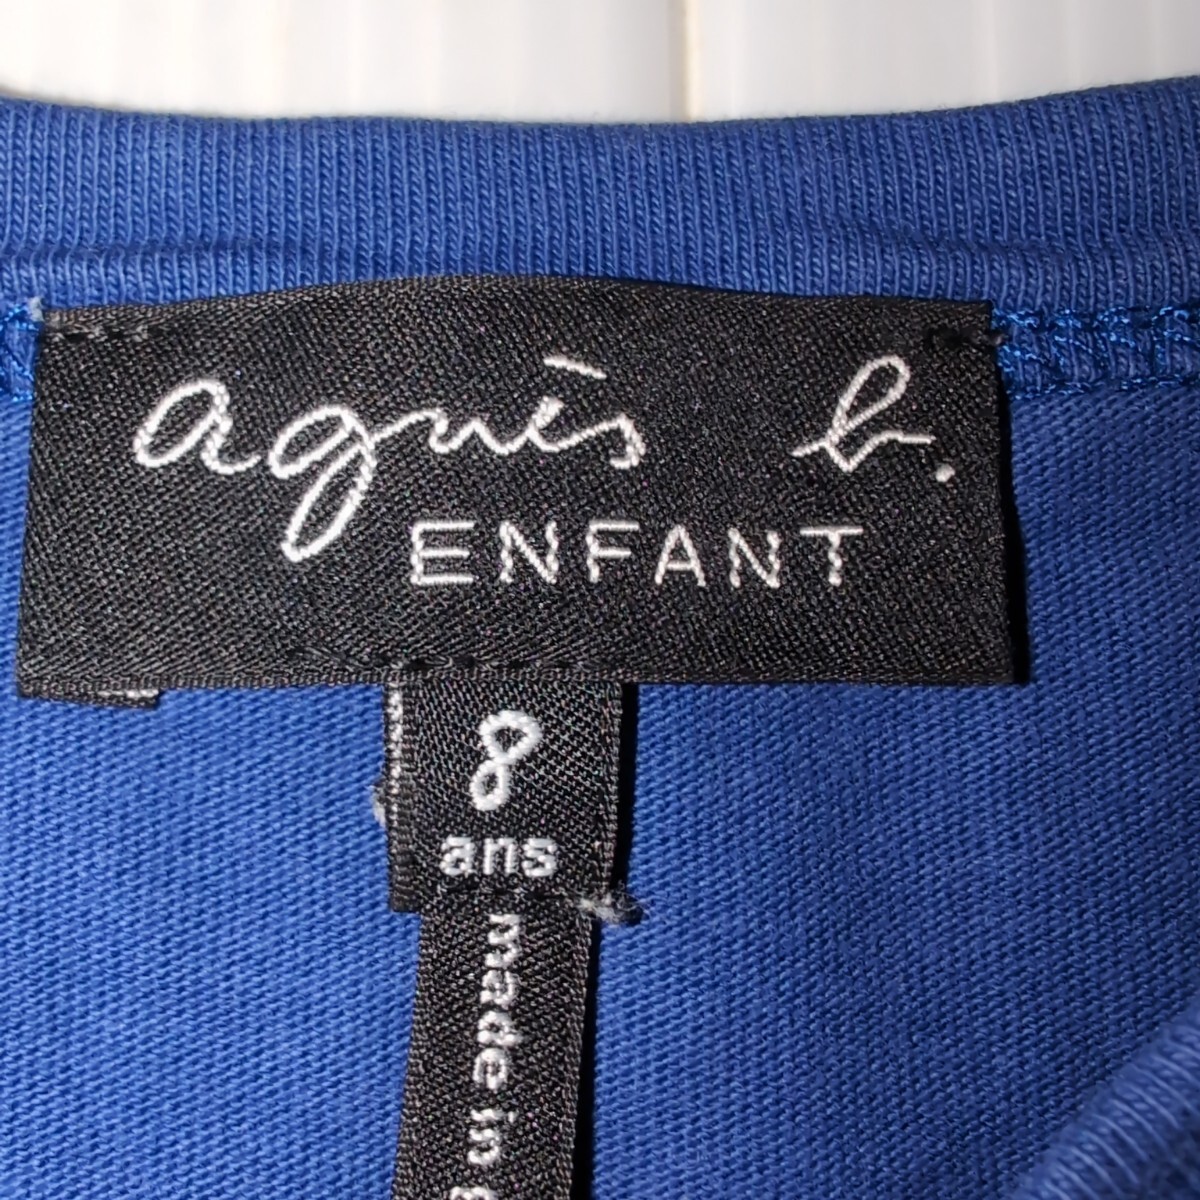 agnès b.
ENFANT
8
ans
made in